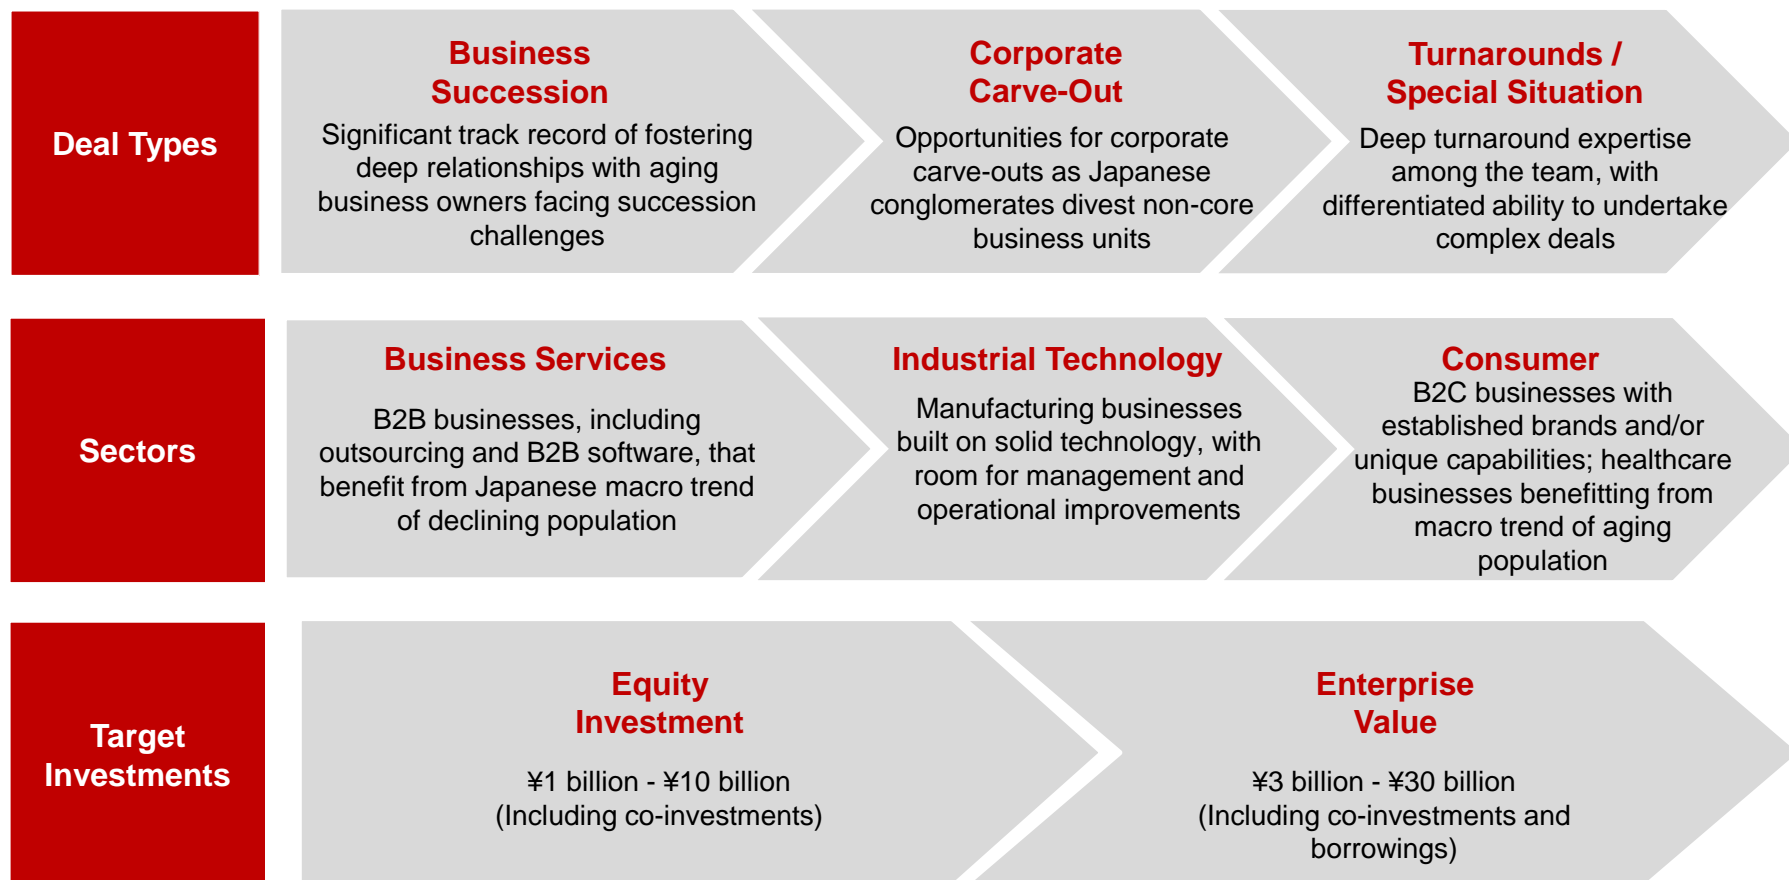 Deal Types
Business
Succession
Significant track record of fostering
deep relationships with aging
business owners facing succession
challenges
Corporate
Carve-Out
Opportunities for corporate
carve-outs as Japanese
conglomerates divest non-core
business units
Turnarounds /
Special Situation
Deep turnaround expertise
among the team, with
differentiated ability to undertake
complex deals
Sectors
Business Services
B2B businesses, including
outsourcing and B2B software, that
benefit from Japanese macro trend
of declining population
Industrial Technology
Manufacturing businesses
built on solid technology, with
room for management and
operational improvements
Consumer
B2C businesses with
established brands and/or
unique capabilities; healthcare
businesses benefitting from
macro trend of aging
population
Target
Investments
Equity
Investment
¥1 billion - ¥10 billion
(Including co-investments)
Enterprise
Value
¥3 billion - ¥30 billion
(Including co-investments and
borrowings)